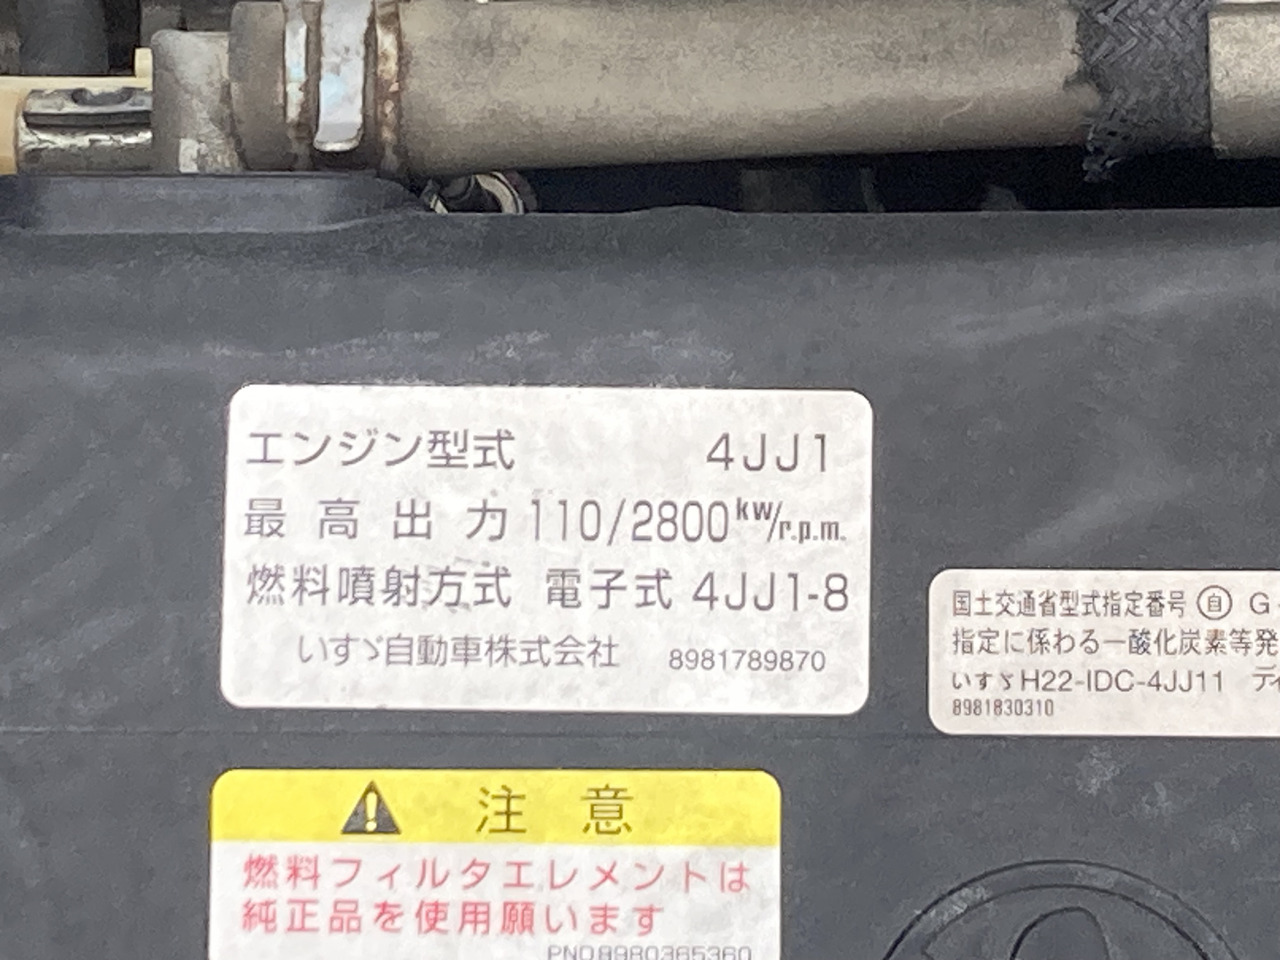 エンジン型式 4JJ1
最高出力 110/2800kw/r.p.m.
燃料噴射方式 電子式 4JJ1-8
いすゞ自動車株式会社 8981789870
国土交通省型式指定番号 自 G
指定に係わる一酸化炭素等発
いすゞH22-IDC-4JJ11 ディ
8981830310
注意
燃料フィルタエレメントは
純正品を使用願います
PNO8980365360